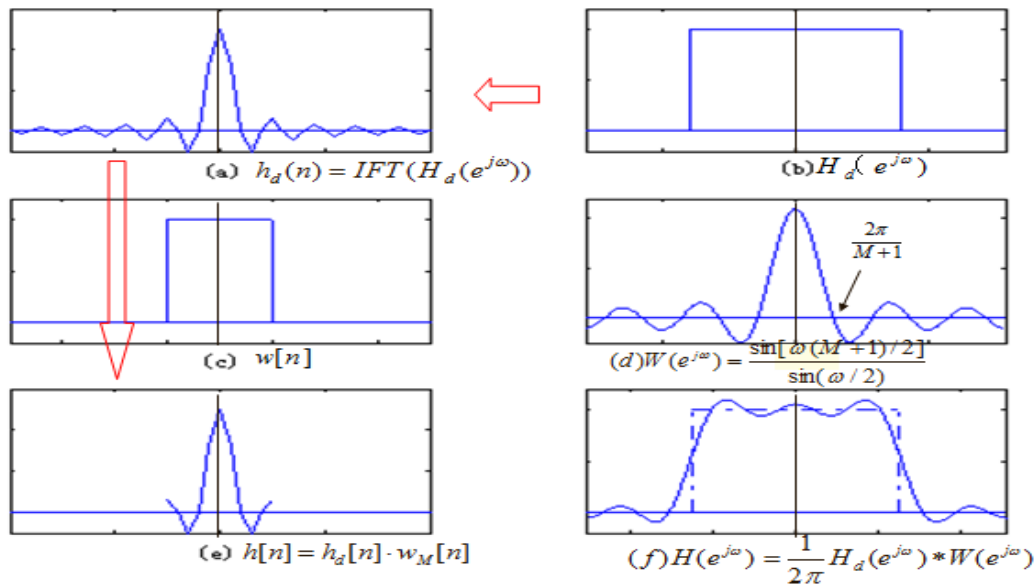 (a) h_d(n) = IFT(H_d(e^{jω}))
(b) H_d( e^{jω})
(c) w[n]
2π/(M+1)
(d)W(e^{jω}) = sin[ω(M+1)/2]/sin(ω/2)
(e) h[n] = h_d[n]·w_M[n]
(f)H(e^{jω}) = 1/2π H_d(e^{jω})*W(e^{jω})